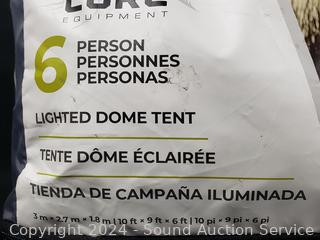 CORE
EQUIPMENT
6 PERSON
PERSONNES
PERSONAS
LIGHTED DOME TENT
TENTE DÔME ÉCLAIRÉE
TIENDA DE CAMPAÑA ILUMINADA
3 m × 2.7 m × 1.8 m | 10 ft × 9 ft × 6 ft | 10 pi × 9 pi × 6 pi
Copyright © 2024 - Sound Auction Service